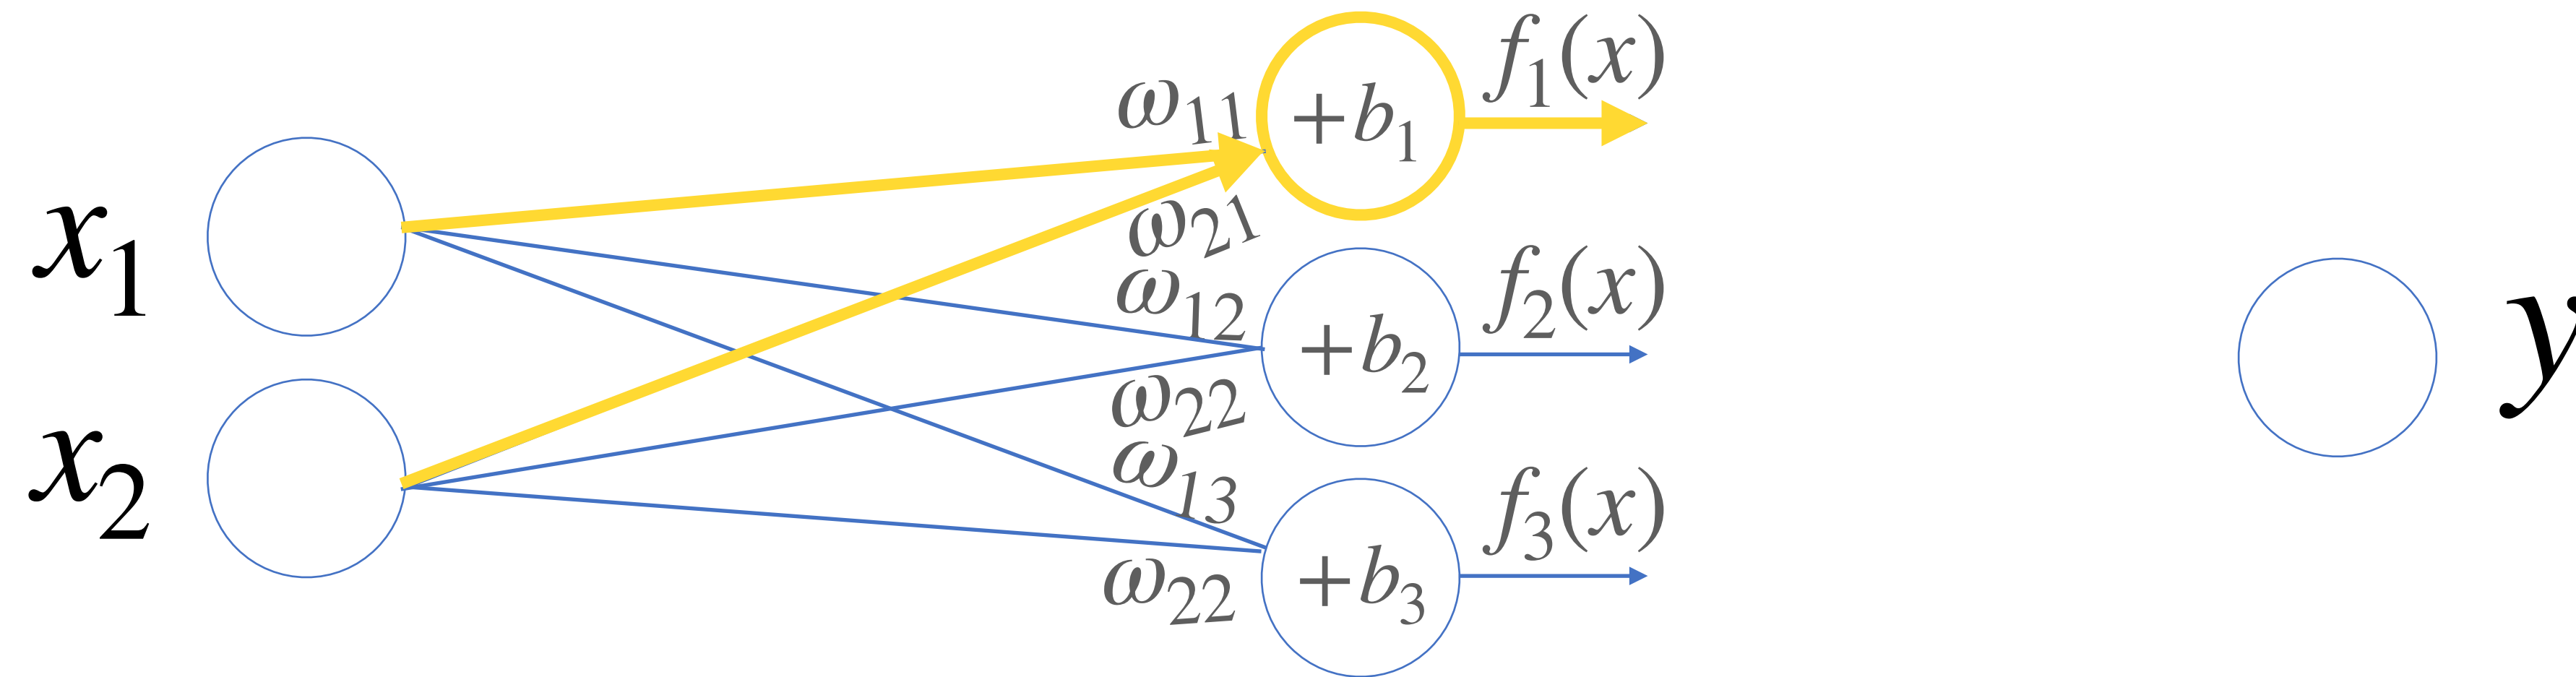 x₁
x₂
ω₁₁
ω₂₁
ω₁₂
ω₂₂
ω₁₃
ω₂₂
+b₁
+b₂
+b₃
f₁(x)
f₂(x)
f₃(x)
y